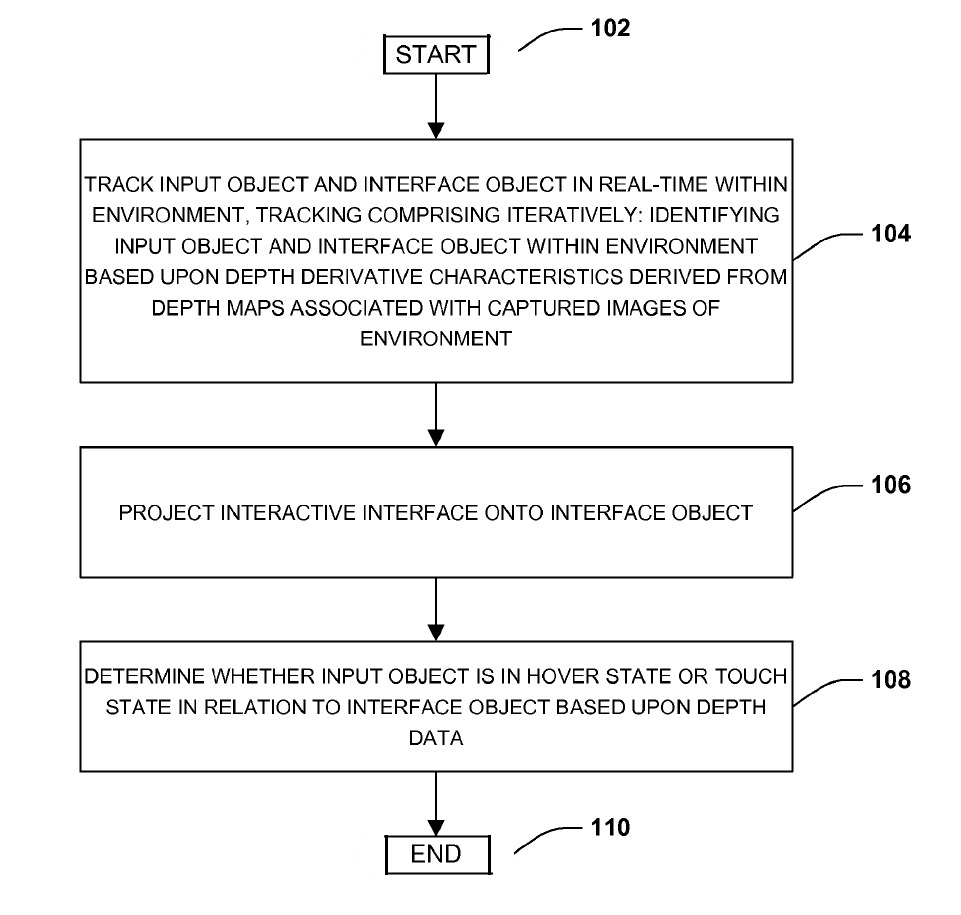 START
102
TRACK INPUT OBJECT AND INTERFACE OBJECT IN REAL-TIME WITHIN
ENVIRONMENT, TRACKING COMPRISING ITERATIVELY: IDENTIFYING
INPUT OBJECT AND INTERFACE OBJECT WITHIN ENVIRONMENT
BASED UPON DEPTH DERIVATIVE CHARACTERISTICS DERIVED FROM
DEPTH MAPS ASSOCIATED WITH CAPTURED IMAGES OF
ENVIRONMENT
104
PROJECT INTERACTIVE INTERFACE ONTO INTERFACE OBJECT
106
DETERMINE WHETHER INPUT OBJECT IS IN HOVER STATE OR TOUCH
STATE IN RELATION TO INTERFACE OBJECT BASED UPON DEPTH
DATA
108
END
110